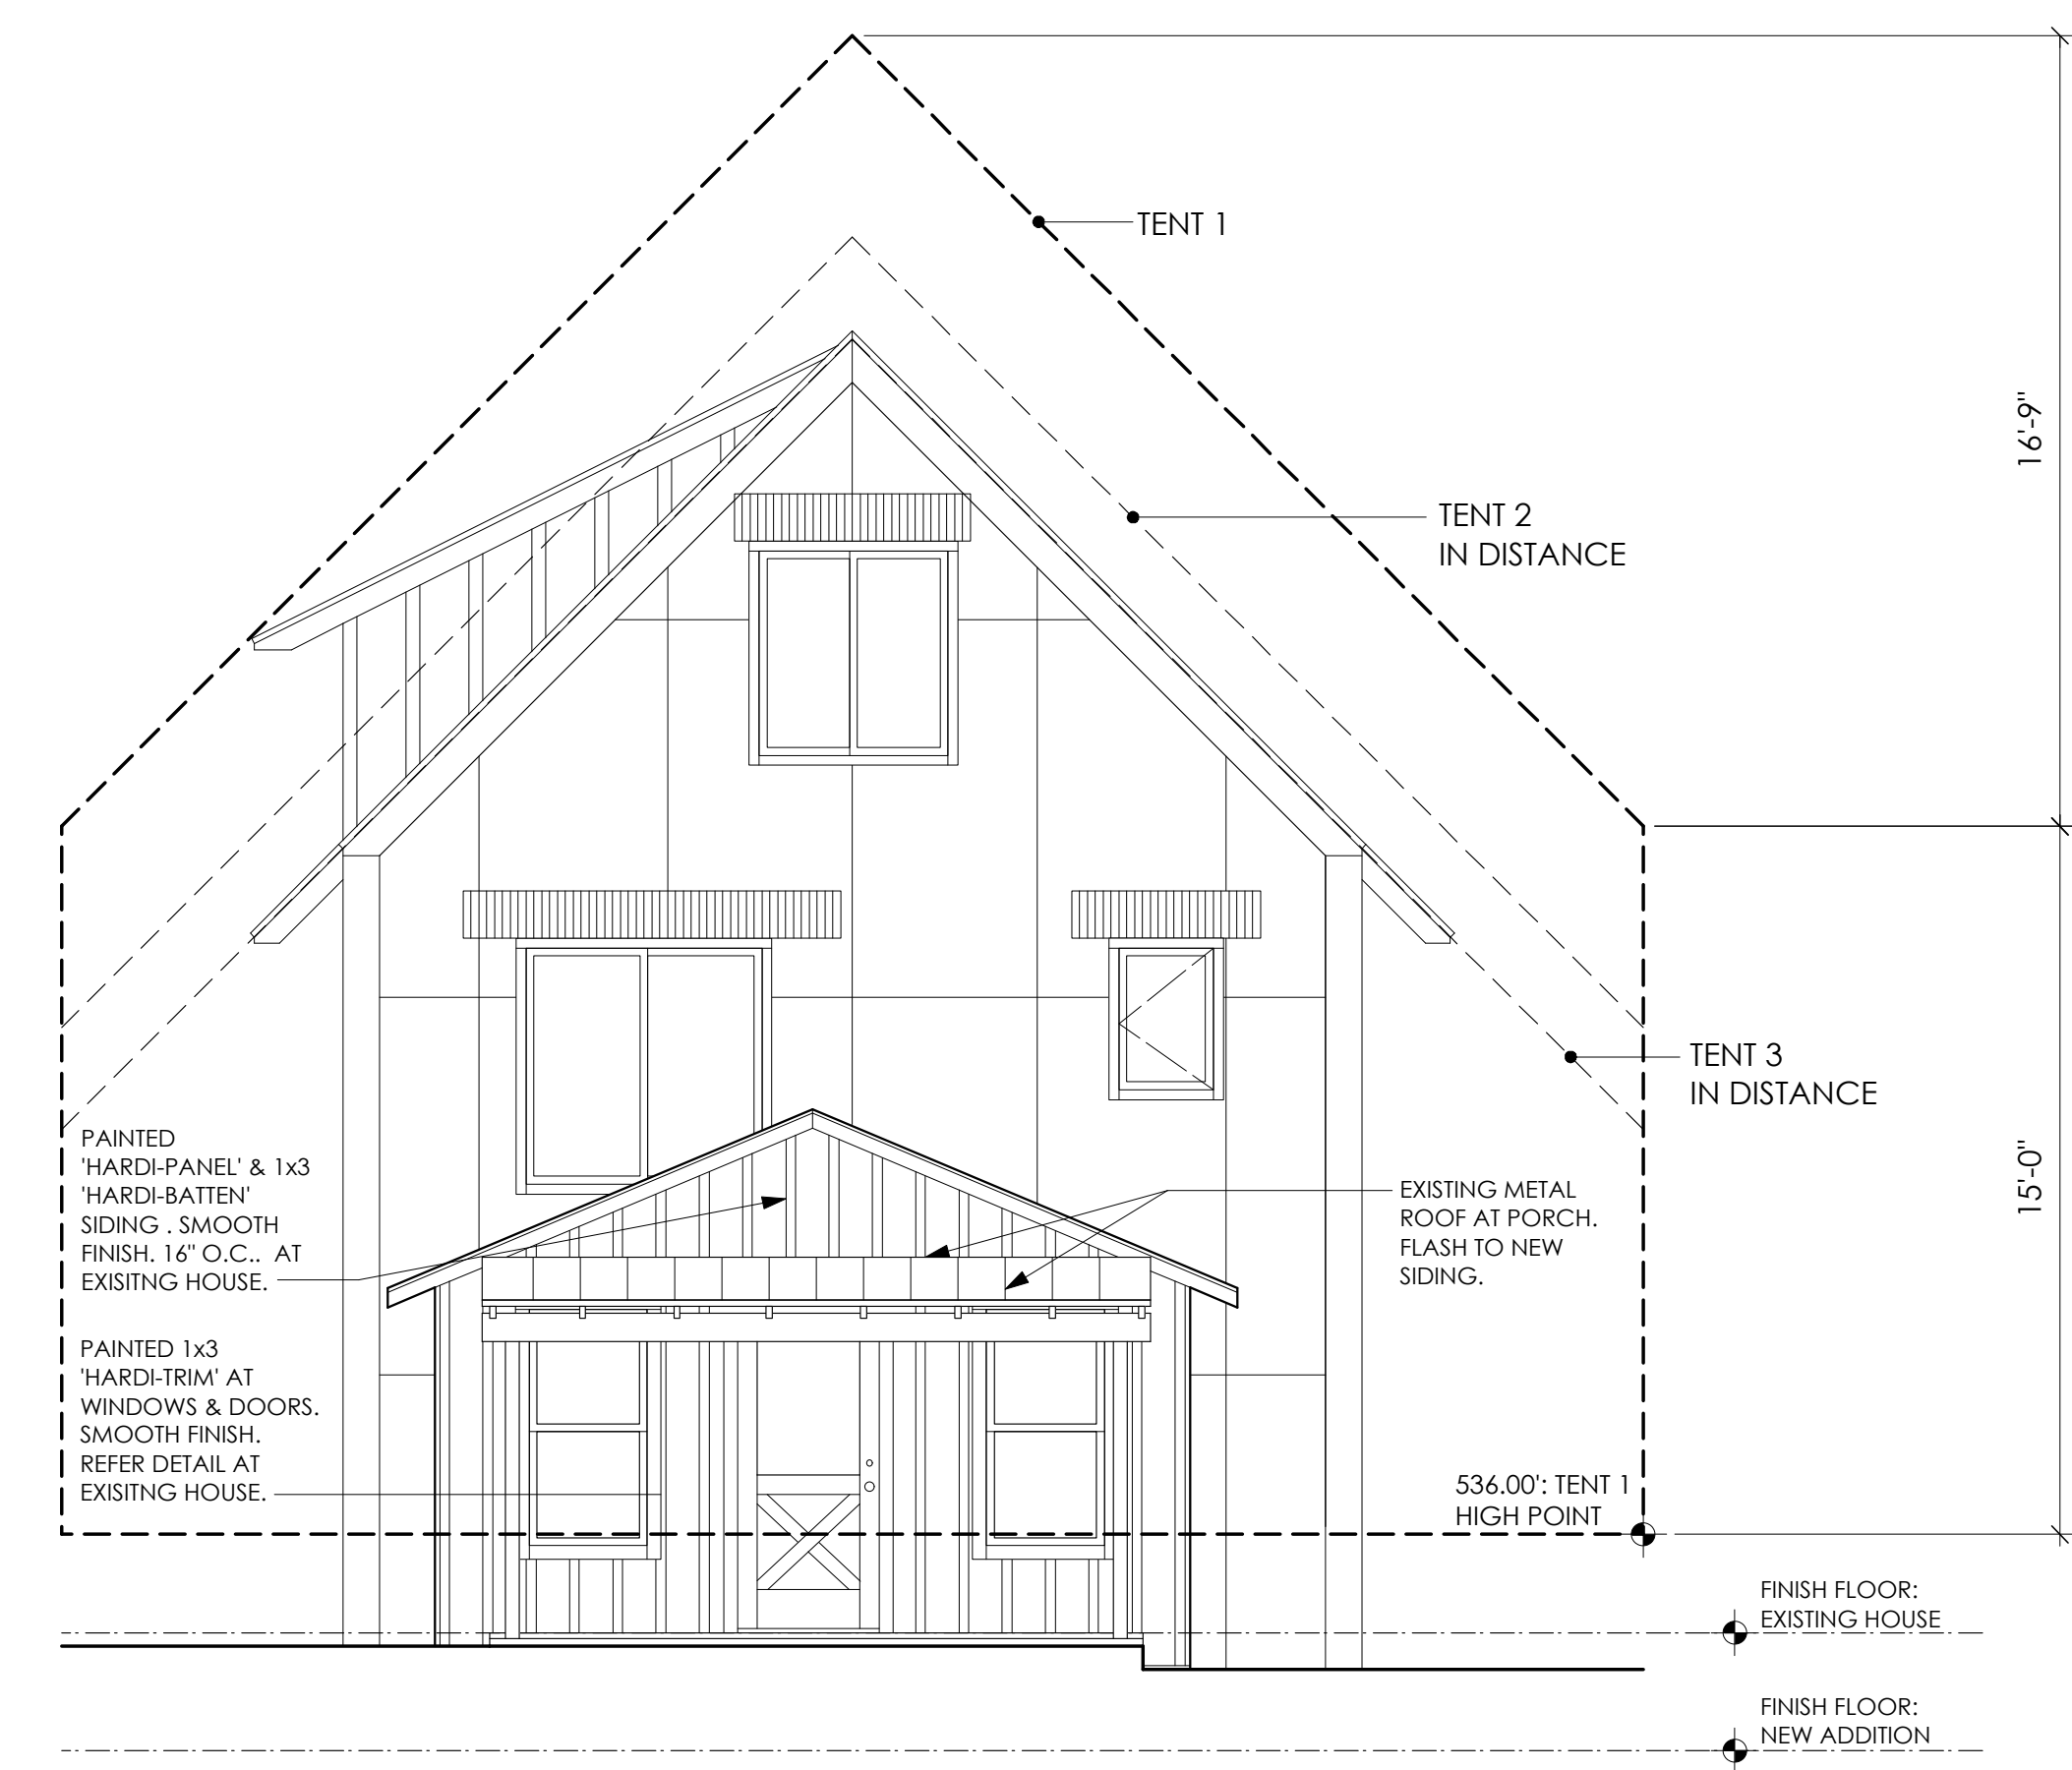 TENT 1
16'-9"
TENT 2
IN DISTANCE
TENT 3
IN DISTANCE
PAINTED
'HARDI-PANEL' & 1x3
'HARDI-BATTEN'
SIDING . SMOOTH
FINISH. 16" O.C.. AT
EXISITNG HOUSE.
EXISTING METAL
ROOF AT PORCH.
FLASH TO NEW
SIDING.
15'-0"
PAINTED 1x3
'HARDI-TRIM' AT
WINDOWS & DOORS.
SMOOTH FINISH.
REFER DETAIL AT
EXISITNG HOUSE.
536.00': TENT 1
HIGH POINT
FINISH FLOOR:
EXISTING HOUSE
FINISH FLOOR:
NEW ADDITION